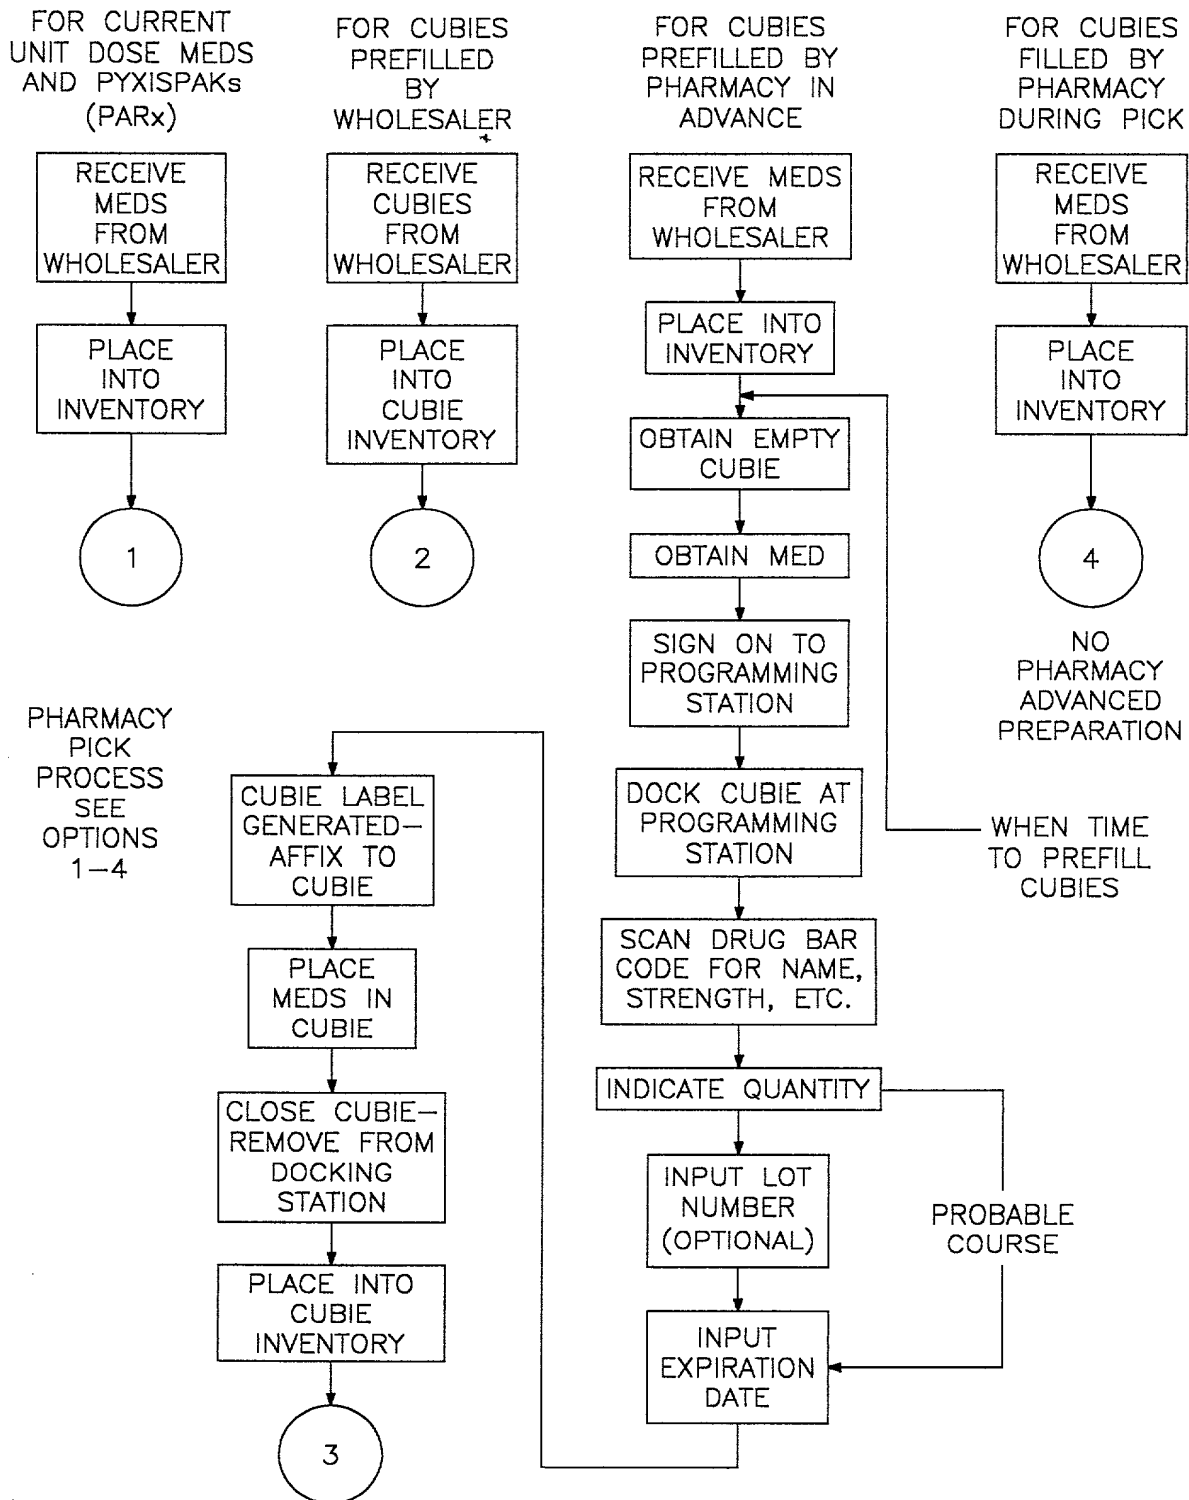 FOR CURRENT
UNIT DOSE MEDS
AND PYXISPAKs
(PARx)
RECEIVE
MEDS
FROM
WHOLESALER
PLACE
INTO
INVENTORY
1
FOR CUBIES
PREFILLED
BY
WHOLESALER
RECEIVE
CUBIES
FROM
WHOLESALER
PLACE
INTO
CUBIE
INVENTORY
2
FOR CUBIES
PREFILLED BY
PHARMACY IN
ADVANCE
RECEIVE MEDS
FROM
WHOLESALER
PLACE INTO
INVENTORY
OBTAIN EMPTY
CUBIE
OBTAIN MED
SIGN ON TO
PROGRAMMING
STATION
DOCK CUBIE AT
PROGRAMMING
STATION
SCAN DRUG BAR
CODE FOR NAME,
STRENGTH, ETC.
INDICATE QUANTITY
INPUT LOT
NUMBER
(OPTIONAL)
INPUT
EXPIRATION
DATE
PROBABLE
COURSE
WHEN TIME
TO PREFILL
CUBIES
CUBIE LABEL
GENERATED—
AFFIX TO
CUBIE
PLACE
MEDS IN
CUBIE
CLOSE CUBIE—
REMOVE FROM
DOCKING
STATION
PLACE INTO
CUBIE
INVENTORY
3
FOR CUBIES
FILLED BY
PHARMACY
DURING PICK
RECEIVE
MEDS
FROM
WHOLESALER
PLACE
INTO
INVENTORY
4
NO
PHARMACY
ADVANCED
PREPARATION
PHARMACY
PICK
PROCESS
SEE
OPTIONS
1—4